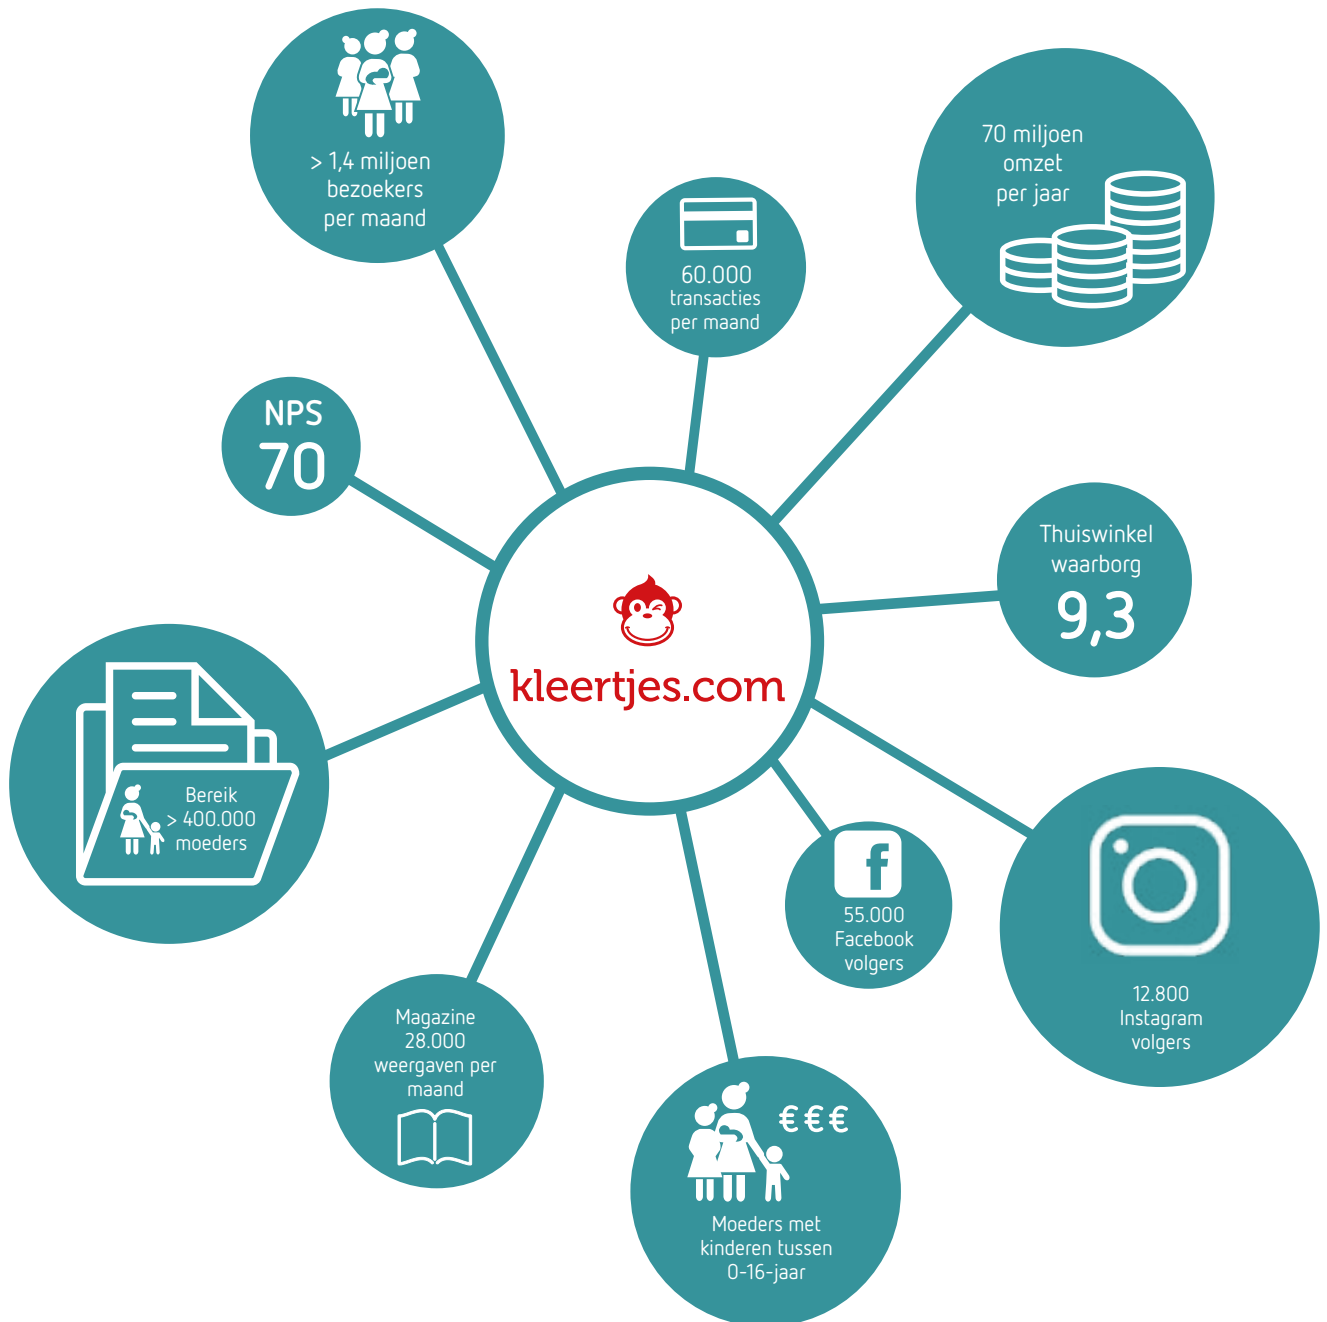 > 1,4 miljoen
bezoekers
per maand
70 miljoen
omzet
per jaar
60.000
transacties
per maand
NPS
70
Thuiswinkel
waarborg
9,3
kleertjes.com
Bereik
> 400.000
moeders
f
55.000
Facebook
volgers
12.800
Instagram
volgers
Magazine
28.000
weergaven per
maand
€€€
Moeders met
kinderen tussen
0-16-jaar